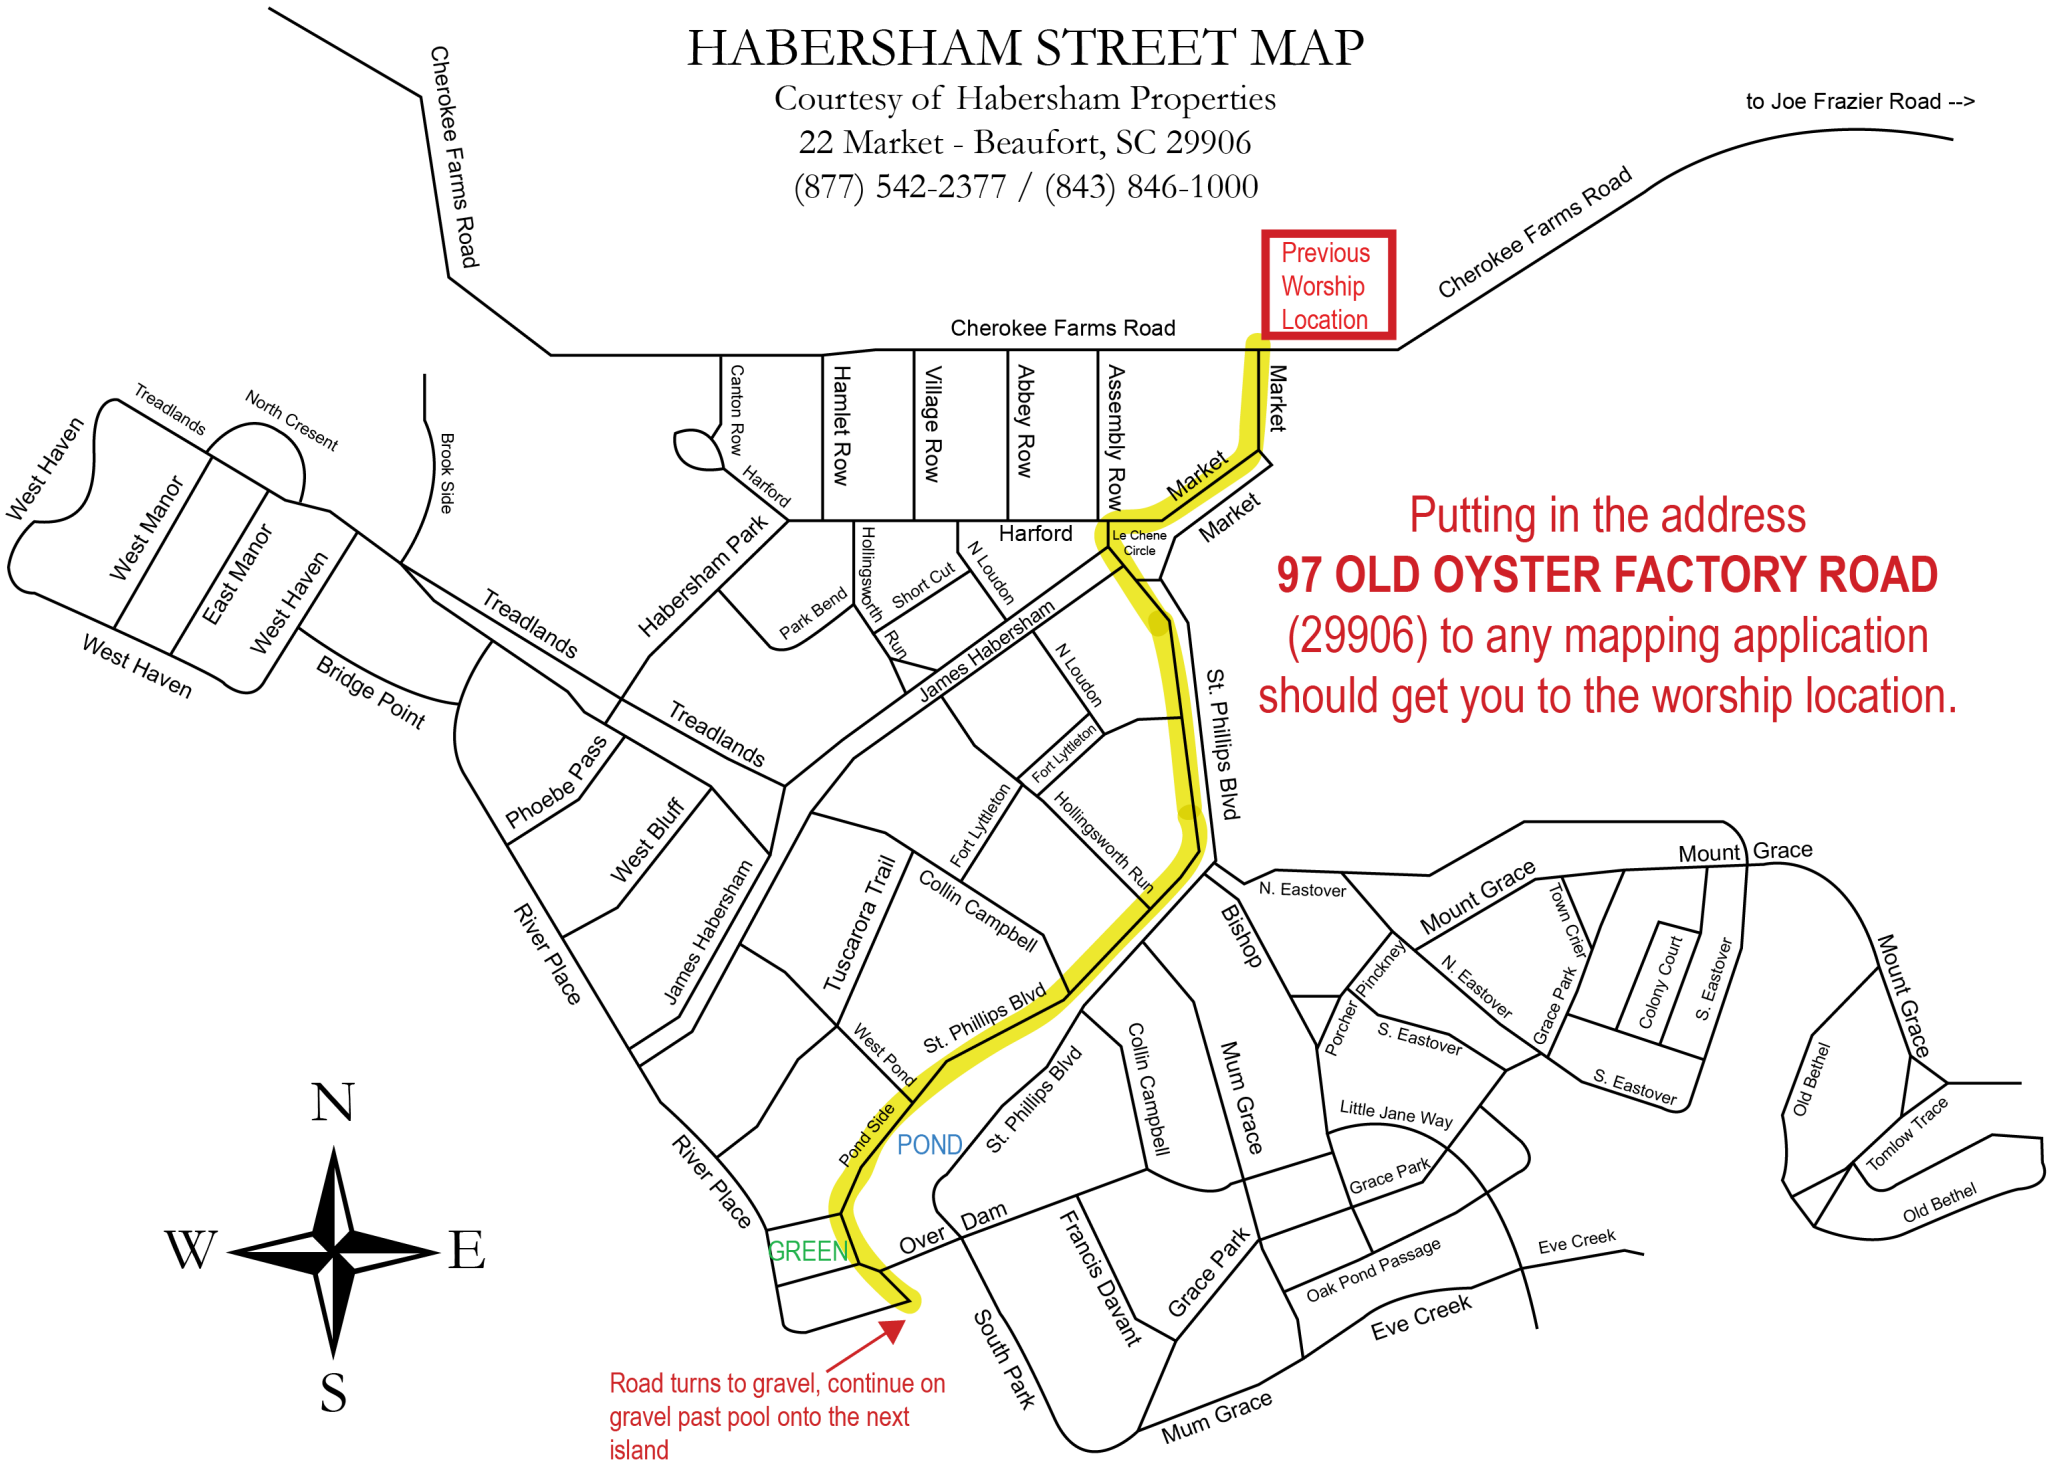 HABERSHAM STREET MAP
Courtesy of Habersham Properties
22 Market - Beaufort, SC 29906
(877) 542-2377 / (843) 846-1000
to Joe Frazier Road -->
Cherokee Farms Road
Cherokee Farms Road
Cherokee Farms Road
Previous
Worship
Location
Putting in the address
97 OLD OYSTER FACTORY ROAD
(29906) to any mapping application
should get you to the worship location.
Canton Row
Hamlet Row
Village Row
Abbey Row
Assembly Row
Market
Market
Market
Harford
Harford
Le Chene
Circle
West Haven
Treadlands
North Cresent
Brook Side
West Manor
East Manor
West Haven
West Haven
Bridge Point
Treadlands
Treadlands
Habersham Park
Hollingsworth
Run
Park Bend
Short Cut
N Loudon
N Loudon
James Habersham
Fort Lyttleton
Fort Lyttleton
Hollingsworth Run
St. Phillips Blvd
Phoebe Pass
West Bluff
River Place
James Habersham
Tuscarora Trail
Collin Campbell
St. Phillips Blvd
West Pond
Pond Side
POND
St. Phillips Blvd
River Place
GREEN
Over
Dam
Collin Campbell
Mum Grace
Bishop
N. Eastover
Mount Grace
Mount
Grace
Town Crier
Pinckney
N. Eastover
Grace Park
Colony Court
S. Eastover
Porcher
S. Eastover
S. Eastover
Mount Grace
Old Bethel
Tomlow Trace
Old Bethel
Little Jane Way
Grace Park
Francis Davant
Grace Park
Oak Pond Passage
Eve Creek
Eve Creek
South Park
Mum Grace
Road turns to gravel, continue on
gravel past pool onto the next
island
N
W
E
S